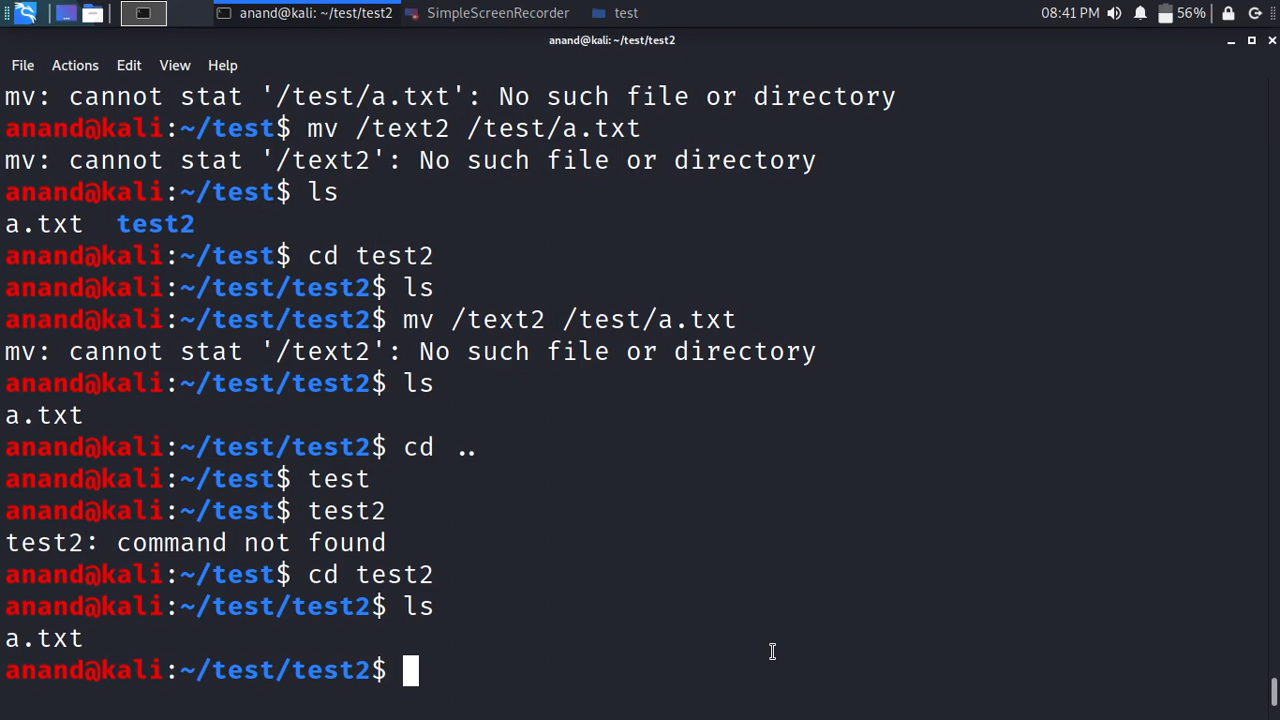 anand@kali: ~/test/test2
SimpleScreenRecorder
test
08:41 PM
56%
anand@kali: ~/test/test2
File Actions Edit View Help
mv: cannot stat '/test/a.txt': No such file or directory
anand@kali:~/test$ mv /text2 /test/a.txt
mv: cannot stat '/text2': No such file or directory
anand@kali:~/test$ ls
a.txt test2
anand@kali:~/test$ cd test2
anand@kali:~/test/test2$ ls
anand@kali:~/test/test2$ mv /text2 /test/a.txt
mv: cannot stat '/text2': No such file or directory
anand@kali:~/test/test2$ ls
a.txt
anand@kali:~/test/test2$ cd ..
anand@kali:~/test$ test
anand@kali:~/test$ test2
test2: command not found
anand@kali:~/test$ cd test2
anand@kali:~/test/test2$ ls
a.txt
anand@kali:~/test/test2$